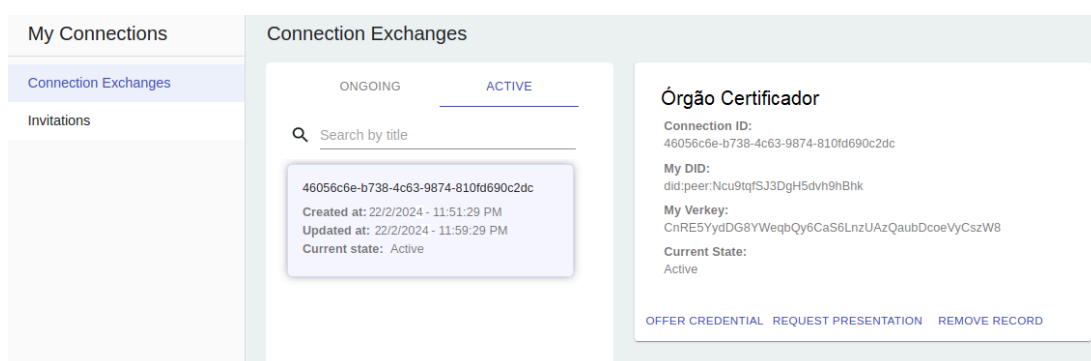 My Connections
Connection Exchanges
Invitations
Connection Exchanges
ONGOING ACTIVE
Search by title
46056c6e-b738-4c63-9874-810fd690c2dc
Created at: 22/2/2024 - 11:51:29 PM
Updated at: 22/2/2024 - 11:59:29 PM
Current state: Active
Órgão Certificador
Connection ID:
46056c6e-b738-4c63-9874-810fd690c2dc
My DID:
did:peer:Ncu9tqfSJ3DgH5dvh9hBhk
My Verkey:
CnRE5YydDG8YWeqbQy6CaS6LnzUAzQaubDcoeVyCszW8
Current State:
Active
OFFER CREDENTIAL REQUEST PRESENTATION REMOVE RECORD